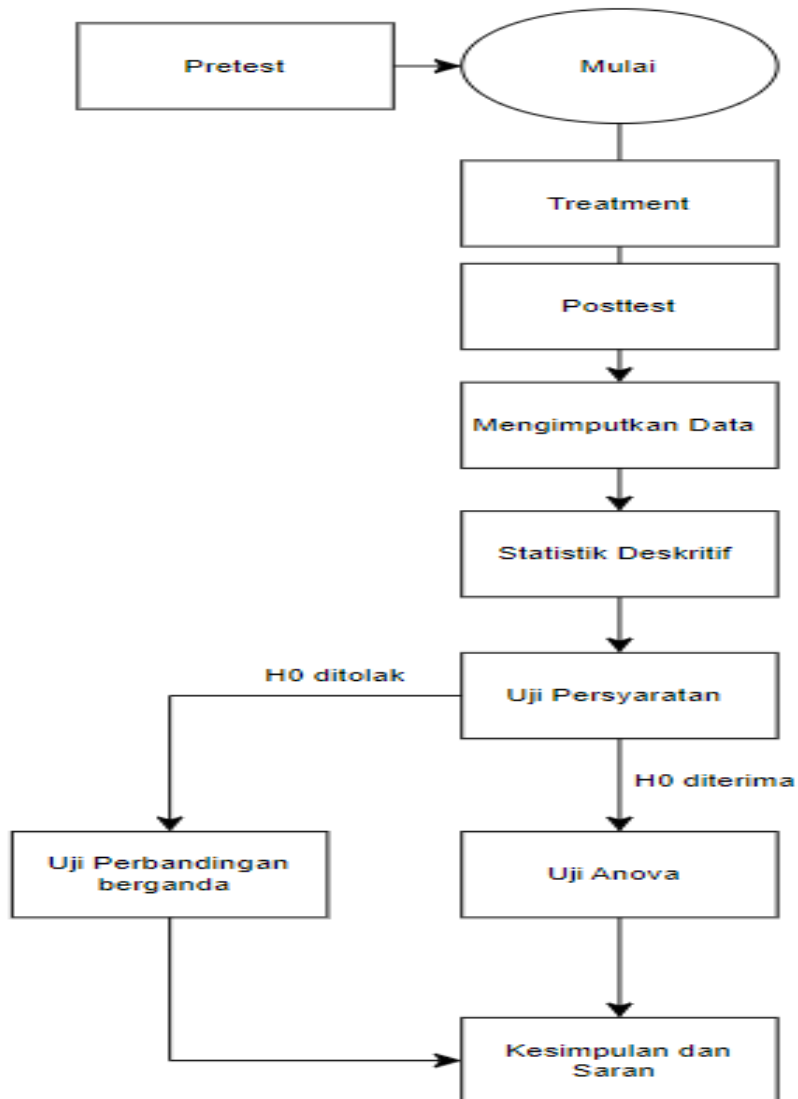 Pretest
Mulai
Treatment
Posttest
Mengimputkan Data
Statistik Deskritif
H0 ditolak
Uji Persyaratan
H0 diterima
Uji Perbandingan
berganda
Uji Anova
Kesimpulan dan
Saran